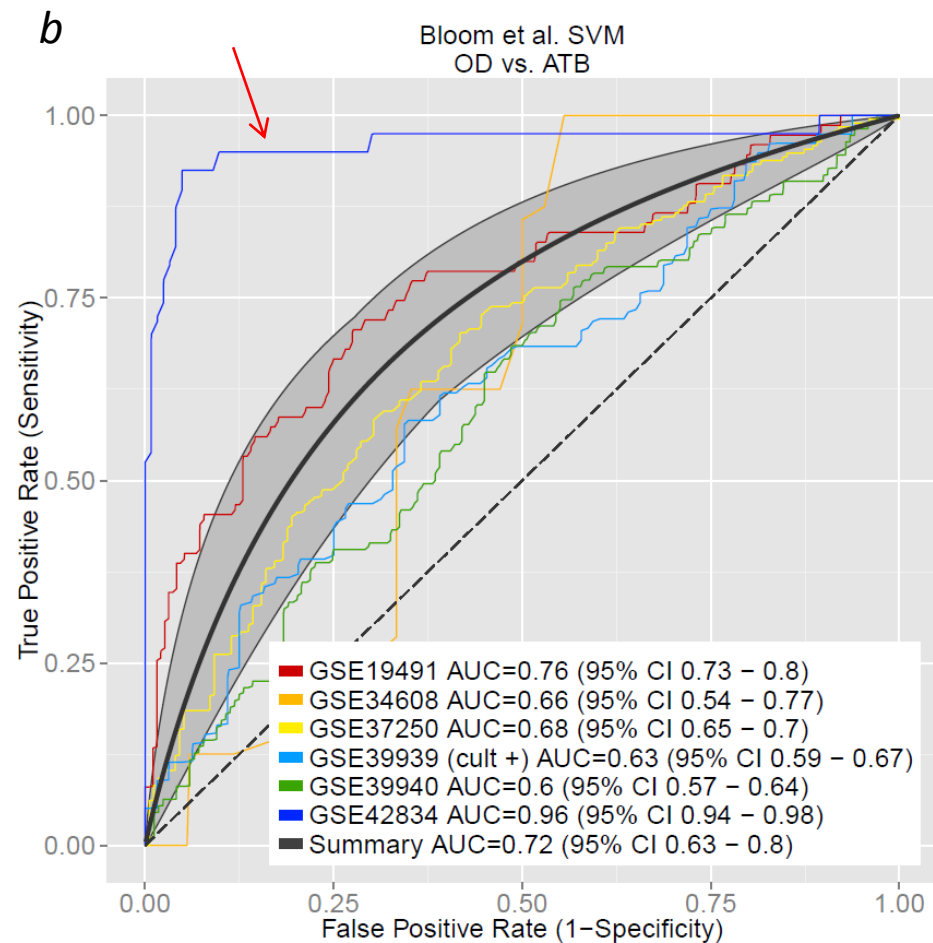 b
Bloom et al. SVM
OD vs. ATB
True Positive Rate (Sensitivity)
1.00
0.75
0.50
0.25
0.00
GSE19491 AUC=0.76 (95% CI 0.73 − 0.8)
GSE34608 AUC=0.66 (95% CI 0.54 − 0.77)
GSE37250 AUC=0.68 (95% CI 0.65 − 0.7)
GSE39939 (cult +) AUC=0.63 (95% CI 0.59 − 0.67)
GSE39940 AUC=0.6 (95% CI 0.57 − 0.64)
GSE42834 AUC=0.96 (95% CI 0.94 − 0.98)
Summary AUC=0.72 (95% CI 0.63 − 0.8)
0.00 0.25 0.50 0.75 1.00
False Positive Rate (1−Specificity)